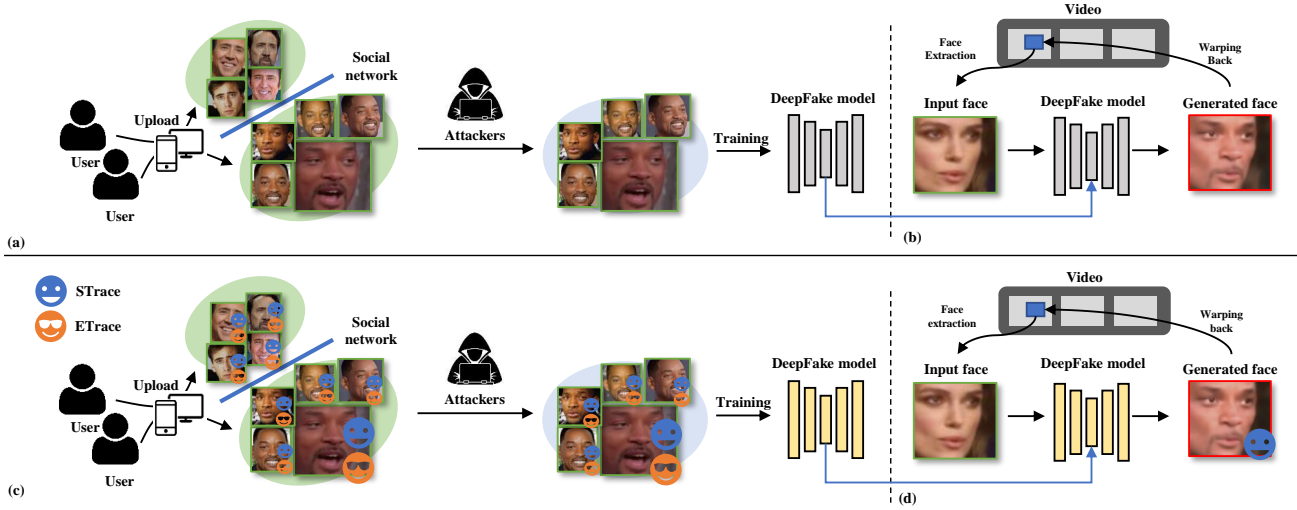 Social
network
Upload
User
User
Attackers
Training
DeepFake model
(a)
Video
Face
Extraction
Warping
Back
Input face
DeepFake model
Generated face
(b)
STrace
ETrace
Social
network
Upload
User
User
Attackers
Training
DeepFake model
(c)
Video
Face
extraction
Warping
back
Input face
DeepFake model
Generated face
(d)